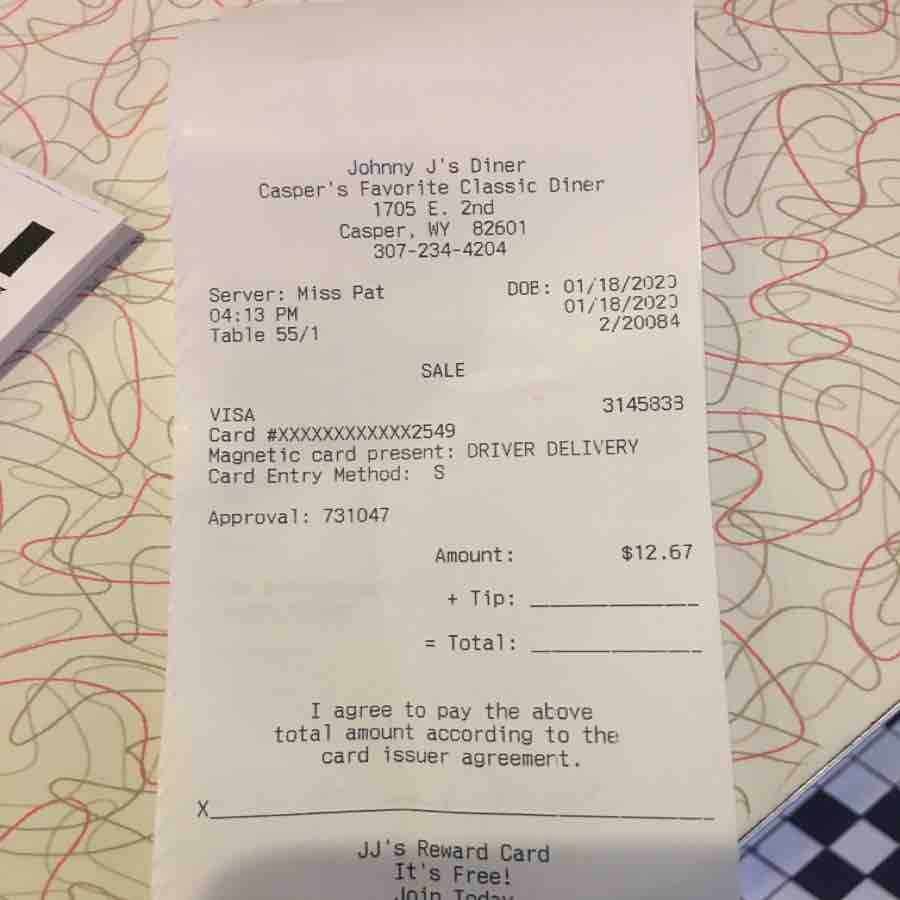 Johnny J's Diner
Casper's Favorite Classic Diner
1705 E. 2nd
Casper, WY 82601
307-234-4204
Server: Miss Pat DOB: 01/18/2020
04:13 PM 01/18/2020
Table 55/1 2/20084
SALE
VISA 3145833
Card #XXXXXXXXXXXX2549
Magnetic card present: DRIVER DELIVERY
Card Entry Method: S
Approval: 731047
Amount: $12.67
+ Tip: ____________
= Total: ____________
I agree to pay the above
total amount according to the
card issuer agreement.
X______________________________
JJ's Reward Card
It's Free!
Join Today